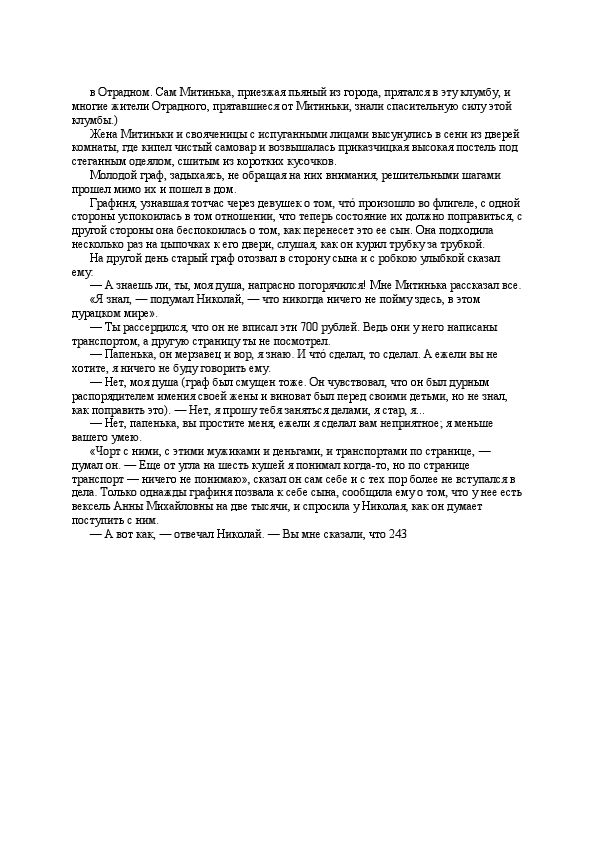 в Отрадном. Сам Митинька, приезжая пьяный из города, прятался в эту клумбу, и
многие жители Отрадного, прятавшиеся от Митиньки, знали спасительную силу этой
клумбы.)
Жена Митиньки и свояченицы с испуганными лицами высунулись в сени из дверей
комнаты, где кипел чистый самовар и возвышалась приказчицкая высокая постель под
стеганным одеялом, сшитым из коротких кусочков.
Молодой граф, задыхаясь, не обращая на них внимания, решительными шагами
прошел мимо их и пошел в дом.
Графиня, узнавшая тотчас через девушек о том, чтó произошло во флигеле, с одной
стороны успокоилась в том отношении, что теперь состояние их должно поправиться, с
другой стороны она беспокоилась о том, как перенесет это ее сын. Она подходила
несколько раз на цыпочках к его двери, слушая, как он курил трубку за трубкой.
На другой день старый граф отозвал в сторону сына и с робкою улыбкой сказал
ему:
— А знаешь ли, ты, моя душа, напрасно погорячился! Мне Митинька рассказал все.
«Я знал, — подумал Николай, — что никогда ничего не пойму здесь, в этом
дурацком мире».
— Ты рассердился, что он не вписал эти 700 рублей. Ведь они у него написаны
транспортом, а другую страницу ты не посмотрел.
— Папенька, он мерзавец и вор, я знаю. И чтó сделал, то сделал. А ежели вы не
хотите, я ничего не буду говорить ему.
— Нет, моя душа (граф был смущен тоже. Он чувствовал, что он был дурным
распорядителем имения своей жены и виноват был перед своими детьми, но не знал,
как поправить это). — Нет, я прошу тебя заняться делами, я стар, я...
— Нет, папенька, вы простите меня, ежели я сделал вам неприятное; я меньше
вашего умею.
«Чорт с ними, с этими мужиками и деньгами, и транспортами по странице, —
думал он. — Еще от угла на шесть кушей я понимал когда-то, но по странице
транспорт — ничего не понимаю», сказал он сам себе и с тех пор более не вступался в
дела. Только однажды графиня позвала к себе сына, сообщила ему о том, что у нее есть
вексель Анны Михайловны на две тысячи, и спросила у Николая, как он думает
поступить с ним.
— А вот как, — отвечал Николай. — Вы мне сказали, что 243